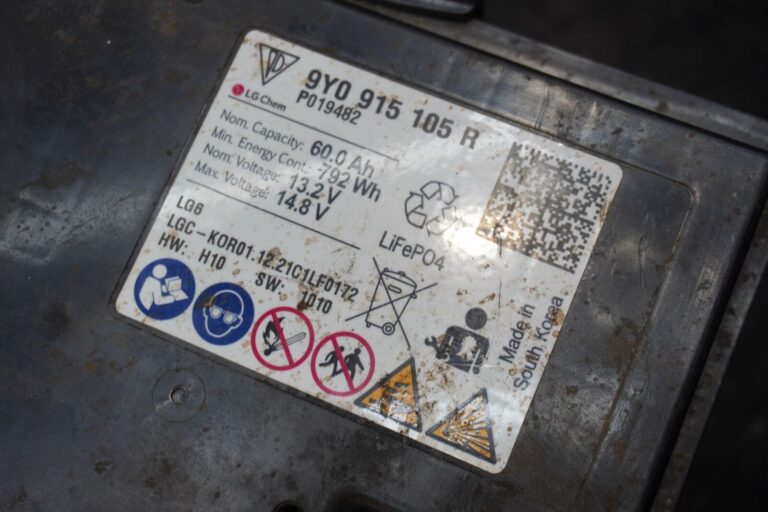 9Y0 915 105 R
P019482
LG Chem
Nom. Capacity: 60.0 Ah
Min. Energy Cont.: 792 Wh
Nom. Voltage: 13.2 V
Max. Voltage: 14.8 V
LiFePO4
LG6
LGC-KOR01.12.21C1LF0172
HW: H10 SW: 1010
Made in
South Korea